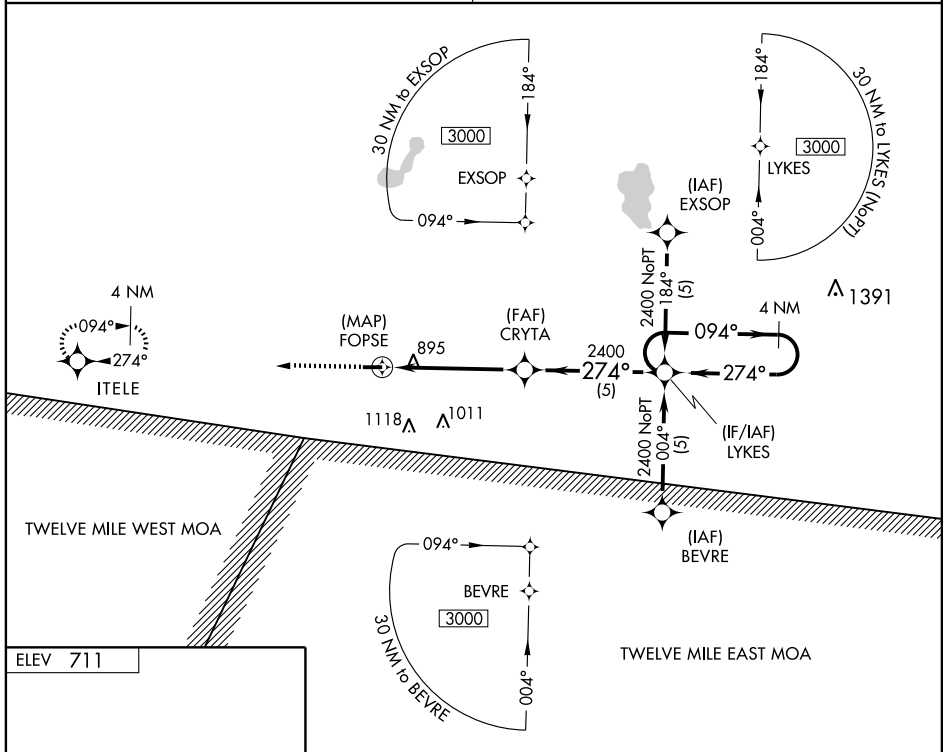 30 NM to EXSOP
184°
3000
EXSOP
094°
184°
30 NM to LYKES (NoPT)
3000
LYKES
004°
(IAF)
EXSOP
2400 NoPT
184°
(5)
1391
4 NM
094°
274°
ITELE
(MAP)
FOPSE
895
(FAF)
CRYTA
2400
274°
(5)
4 NM
094°
274°
1118
1011
2400 NoPT
004°
(5)
(IF/IAF)
LYKES
TWELVE MILE WEST MOA
(IAF)
BEVRE
094°
BEVRE
3000
30 NM to BEVRE
004°
TWELVE MILE EAST MOA
ELEV 711